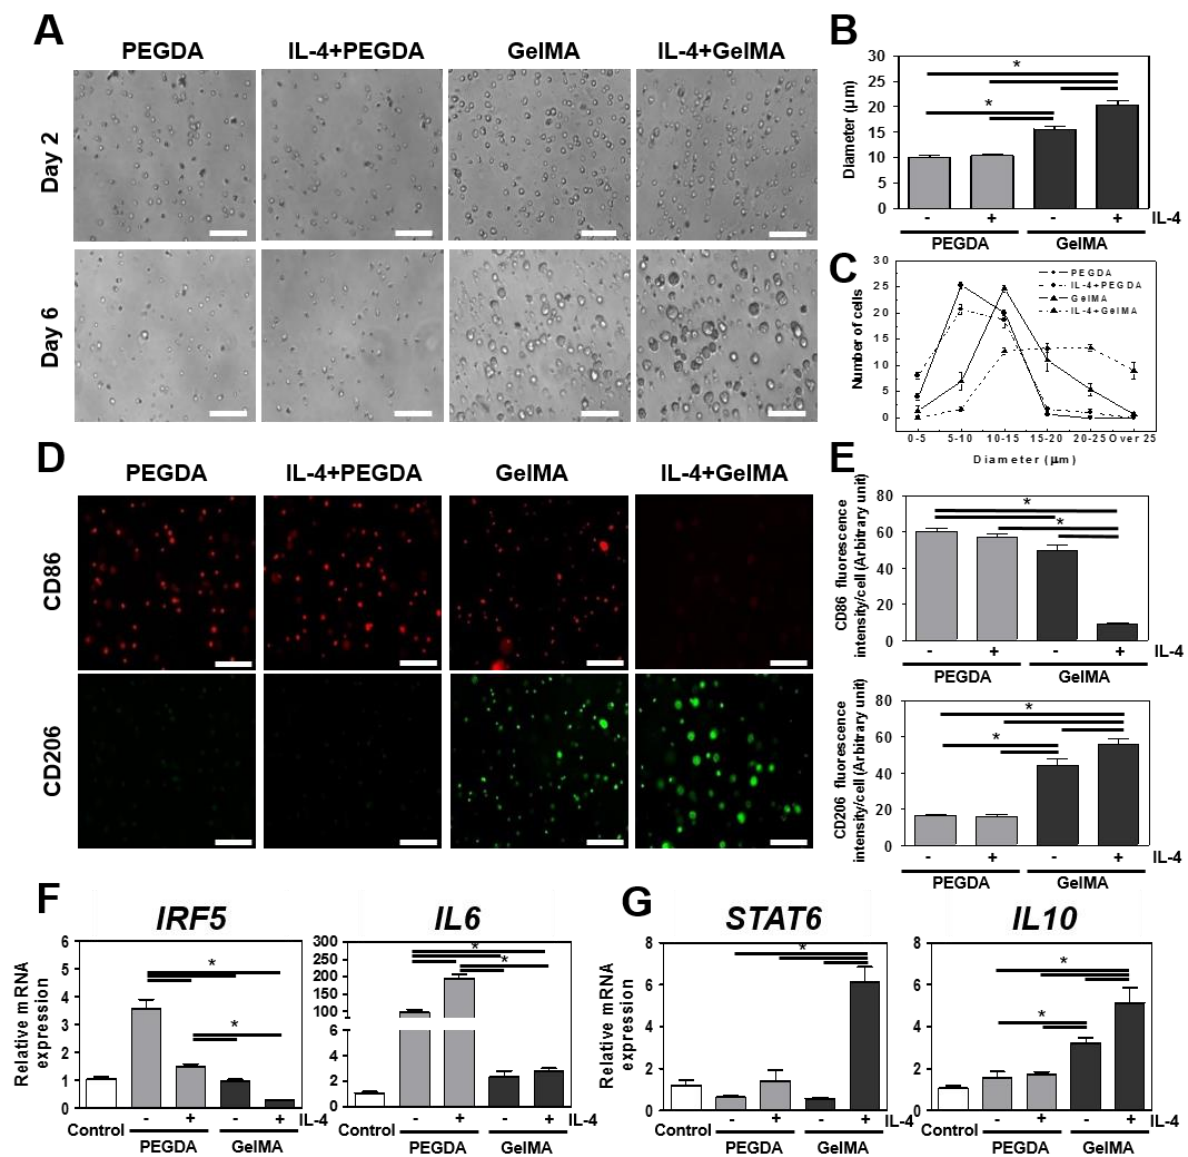 A
PEGDA IL-4+PEGDA GelMA IL-4+GelMA
Day 2
Day 6
B
Diameter (µm)
30
25
20
15
10
5
0
*
*
- + - + IL-4
PEGDA GelMA
C
Number of cells
30
25
20
15
10
5
0
PEGDA
IL-4+PEGDA
GelMA
IL-4+GelMA
0-5 5-10 10-15 15-20 20-25 Over 25
Diameter (µm)
D
PEGDA IL-4+PEGDA GelMA IL-4+GelMA
CD86
CD206
E
CD86 fluorescence
intensity/cell (Arbitrary unit)
80
60
40
20
0
*
*
- + - + IL-4
PEGDA GelMA
CD206 fluorescence
intensity/cell (Arbitrary unit)
80
60
40
20
0
*
*
- + - + IL-4
PEGDA GelMA
F
IRF5
Relative mRNA
expression
6
5
4
3
2
1
0
*
*
- + - + IL-4
Control
PEGDA GelMA
IL6
300
250
200
150
100
6
4
2
0
*
*
- + - + IL-4
Control
PEGDA GelMA
G
STAT6
Relative mRNA
expression
8
6
4
2
0
*
- + - + IL-4
Control
PEGDA GelMA
IL10
8
6
4
2
0
*
*
- + - + IL-4
Control
PEGDA GelMA